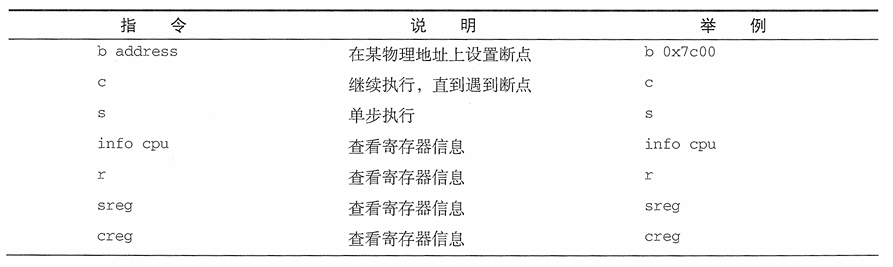 指 令 说 明 举 例
b address 在某物理地址上设置断点 b 0x7c00
c 继续执行，直到遇到断点 c
s 单步执行 s
info cpu 查看寄存器信息 info cpu
r 查看寄存器信息 r
sreg 查看寄存器信息 sreg
creg 查看寄存器信息 creg